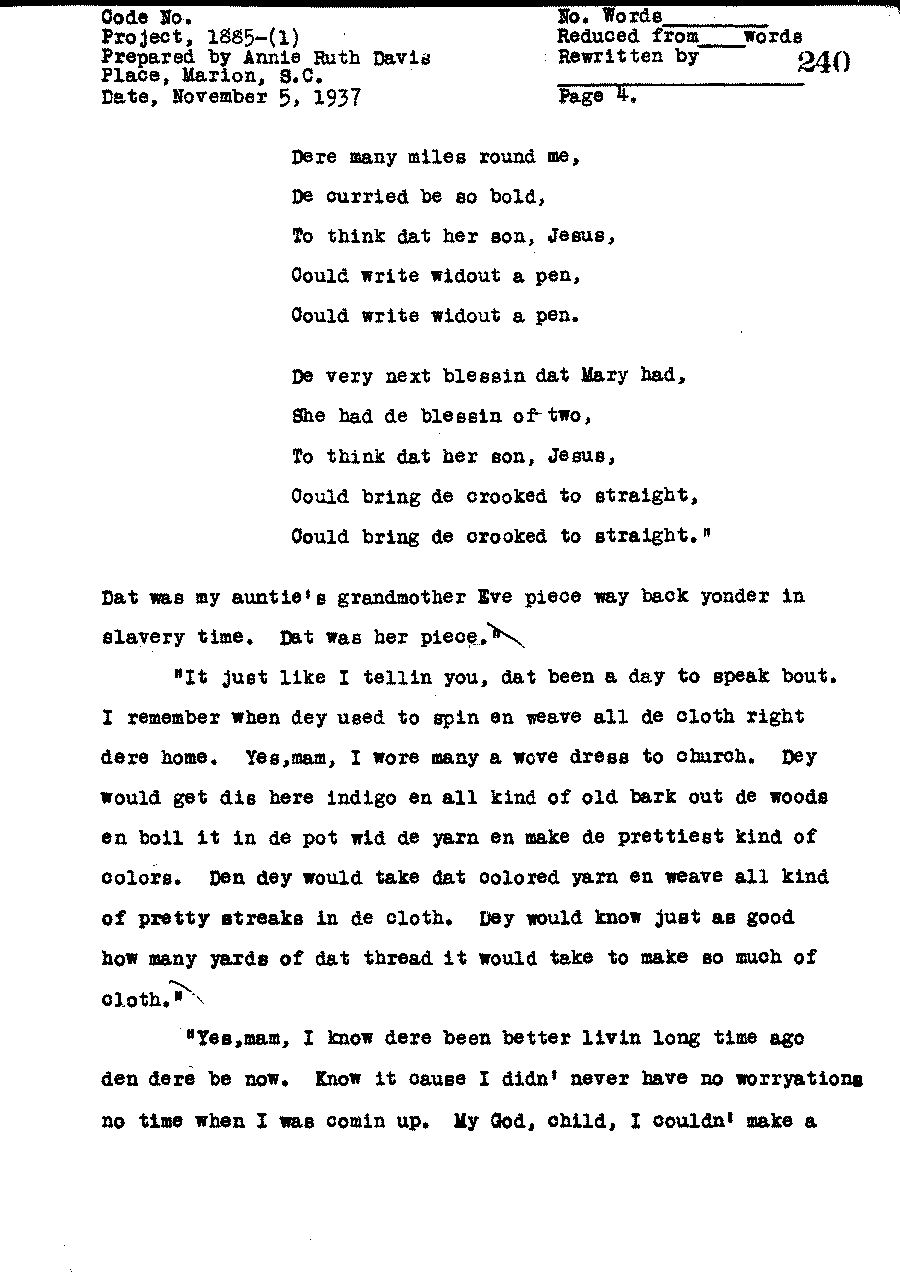 Code No.
Project, 1885-(1)
Prepared by Annie Ruth Davis
Place, Marion, S.C.
Date, November 5, 1937
No. Words
Reduced from words
Rewritten by
240
Page 4.
Dere many miles round me,
De curried be so bold,
To think dat her son, Jesus,
Could write widout a pen,
Could write widout a pen.
De very next blessin dat Mary had,
She had de blessin of two,
To think dat her son, Jesus,
Could bring de crooked to straight,
Could bring de crooked to straight."
Dat was my auntie's grandmother Eve piece way back yonder in
slavery time. Dat was her piece."
"It just like I tellin you, dat been a day to speak bout.
I remember when dey used to spin en weave all de cloth right
dere home. Yes,mam, I wore many a wove dress to church. Dey
would get dis here indigo en all kind of old bark out de woods
en boil it in de pot wid de yarn en make de prettiest kind of
colors. Den dey would take dat colored yarn en weave all kind
of pretty streaks in de cloth. Dey would know just as good
how many yards of dat thread it would take to make so much of
cloth."
"Yes,mam, I know dere been better livin long time ago
den dere be now. Know it cause I didn' never have no worryations
no time when I was comin up. My God, child, I couldn' make a